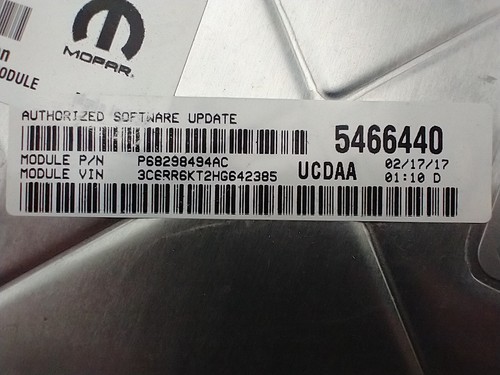 MOPAR
ODULE
AUTHORIZED SOFTWARE UPDATE
5466440
MODULE P/N P68298494AC
MODULE VIN 3C6RR6KT2HG642385
UCDAA
02/17/17
01:10 D